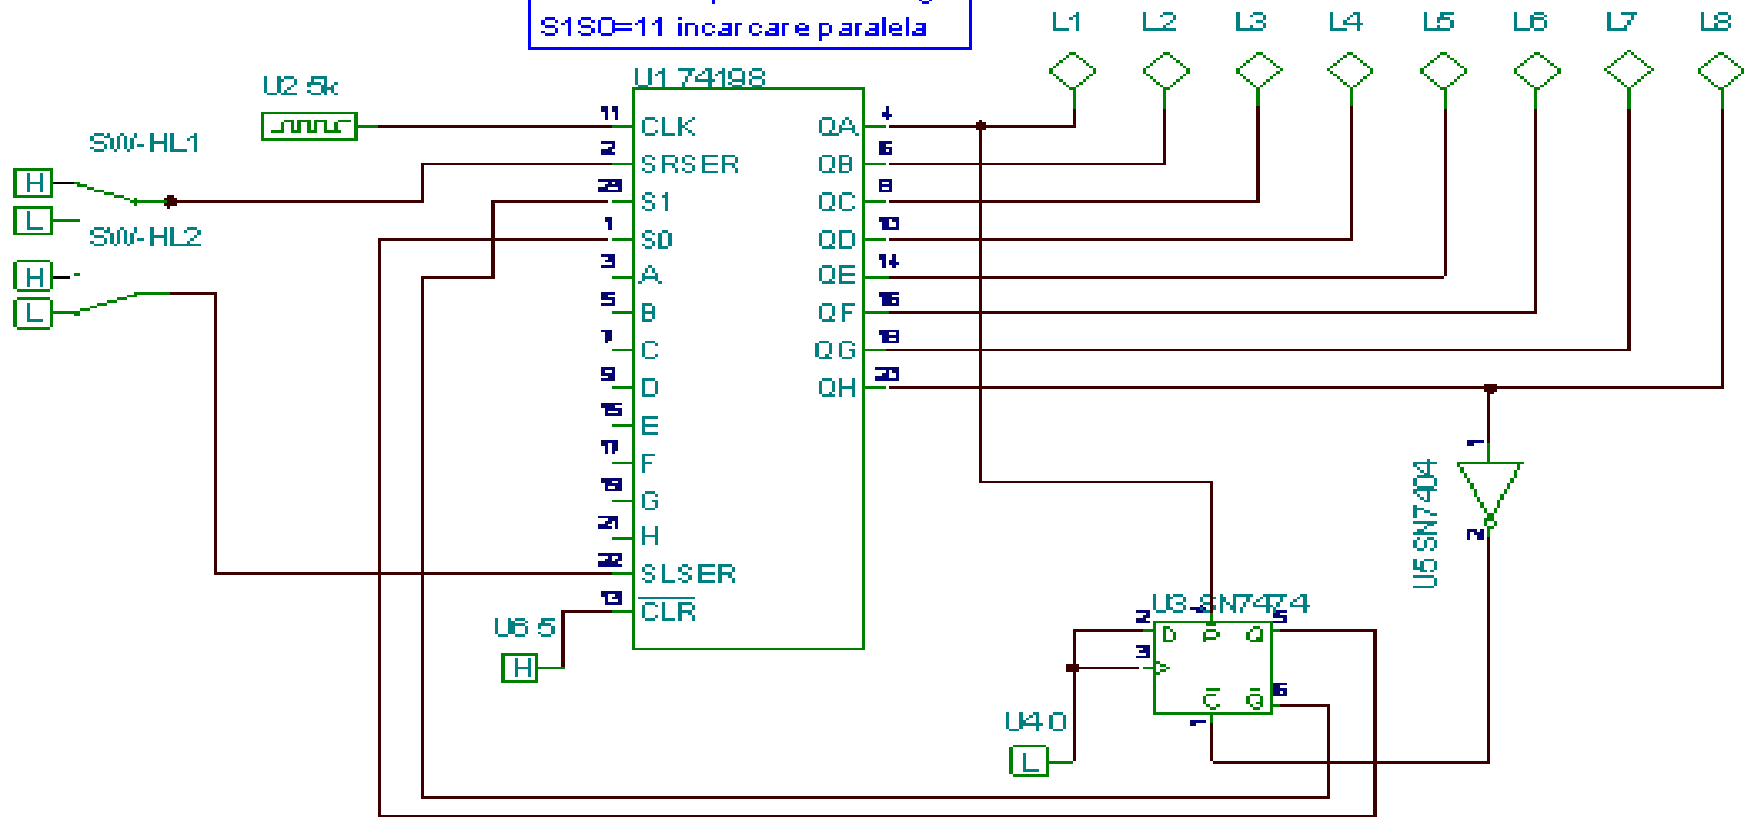 S1S0=11 incarcare paralela
L1 L2 L3 L4 L5 L6 L7 L8
U1 74198
U2 5k
SW-HL1
H
L
SW-HL2
H
L
11 CLK
2 SRSER
23 S1
1 S0
3 A
5 B
7 C
9 D
15 E
17 F
19 G
21 H
22 SLSER
13 CLR
QA 4
QB 6
QC 8
QD 10
QE 14
QF 16
QG 18
QH 20
U6 5
H
1
U5 SN7404
2
U3 SN7474
2 D
3
4 P
Q 5
Q 6
C
1
U4 0
L